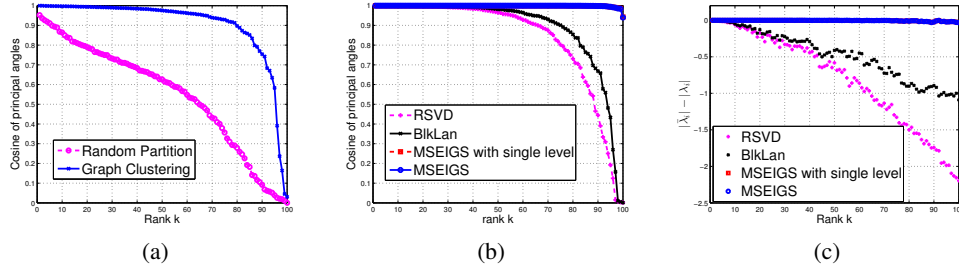 Cosine of principal angles
1
0.9
0.8
0.7
0.6
0.5
0.4
0.3
0.2
0.1
0
Random Partition
Graph Clustering
0 10 20 30 40 50 60 70 80 90 100
Rank k
(a)
Cosine of principal angles
1
0.9
0.8
0.7
0.6
0.5
0.4
0.3
0.2
0.1
0
RSVD
BlkLan
MSEIGS with single level
MSEIGS
0 10 20 30 40 50 60 70 80 90 100
rank k
(b)
|λ̄ᵢ| − |λᵢ|
0
−0.5
−1
−1.5
−2
−2.5
RSVD
BlkLan
MSEIGS with single level
MSEIGS
0 10 20 30 40 50 60 70 80 90 100
Rank k
(c)